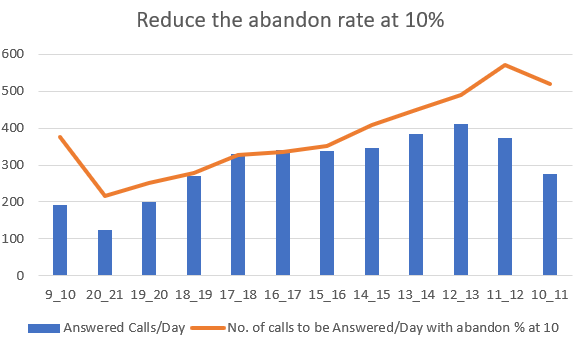 Reduce the abandon rate at 10%
600
500
400
300
200
100
0
9_10 20_21 19_20 18_19 17_18 16_17 15_16 14_15 13_14 12_13 11_12 10_11
Answered Calls/Day No. of calls to be Answered/Day with abandon % at 10